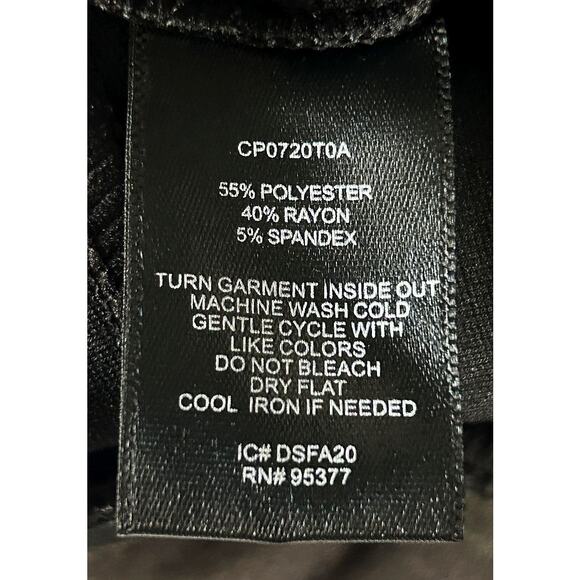 CP0720T0A
55% POLYESTER
40% RAYON
5% SPANDEX
TURN GARMENT INSIDE OUT
MACHINE WASH COLD
GENTLE CYCLE WITH
LIKE COLORS
DO NOT BLEACH
DRY FLAT
COOL IRON IF NEEDED
IC# DSFA20
RN# 95377